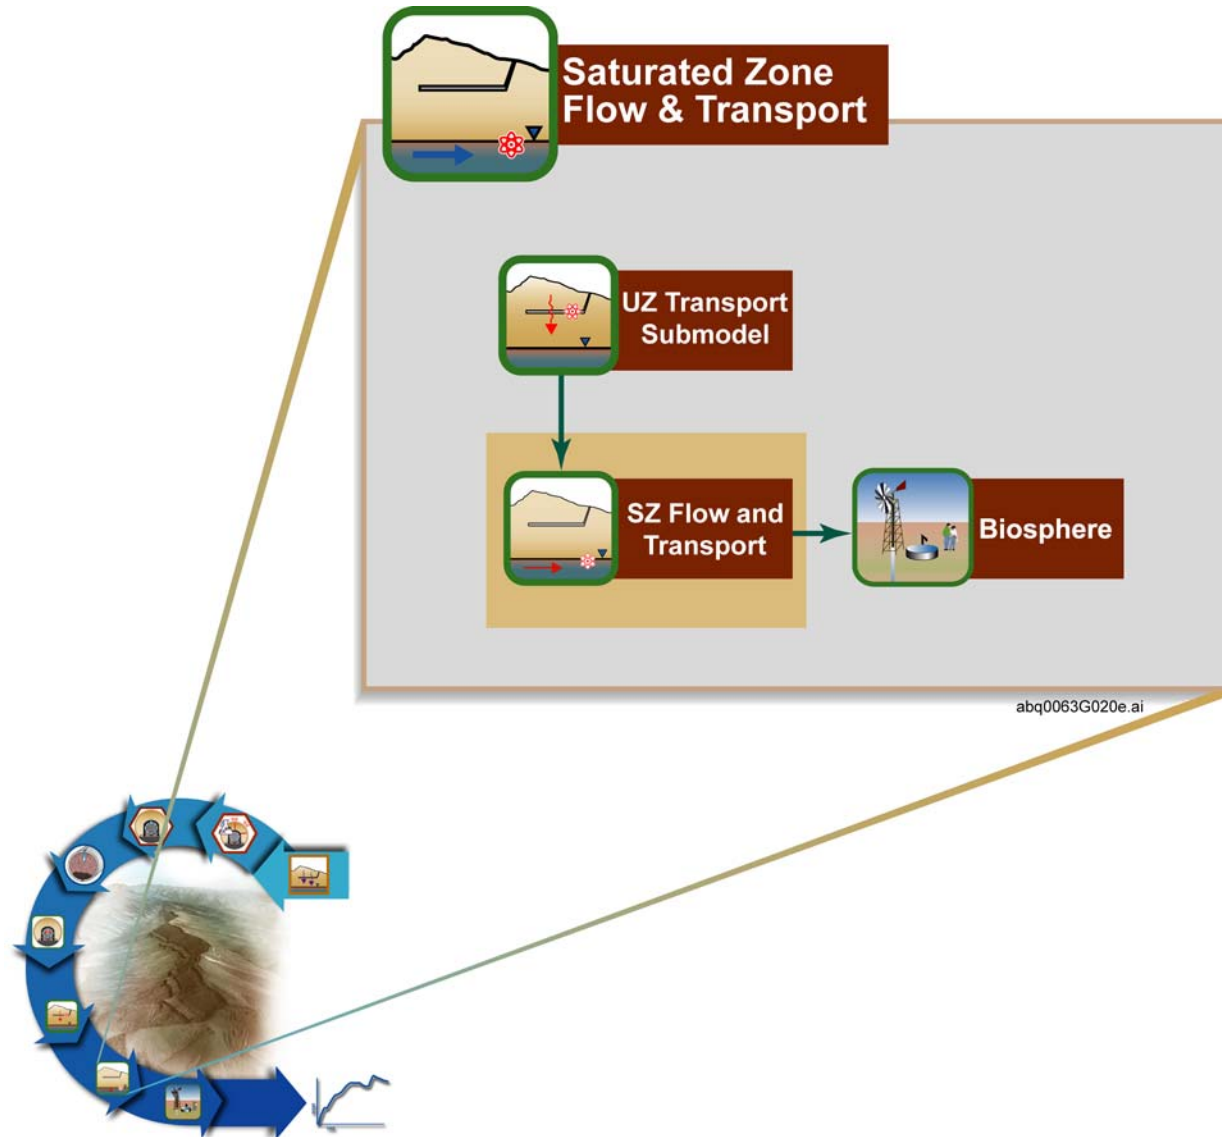 Saturated Zone
Flow & Transport
UZ Transport
Submodel
SZ Flow and
Transport
Biosphere
abq0063G020e.ai